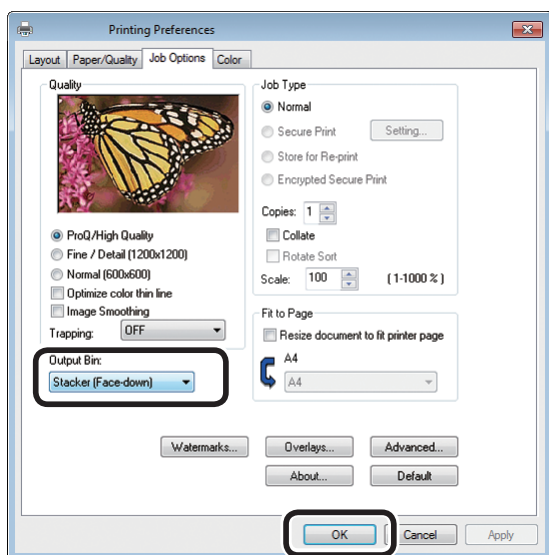 Printing Preferences
Layout Paper/Quality Job Options Color
Quality
ProQ/High Quality
Fine / Detail (1200x1200)
Normal (600x600)
Optimize color thin line
Image Smoothing
Trapping: OFF
Output Bin:
Stacker (Face-down)
Job Type
Normal
Secure Print Setting...
Store for Re-print
Encrypted Secure Print
Copies: 1
Collate
Rotate Sort
Scale: 100 (1-1000 %)
Fit to Page
Resize document to fit printer page
A4
A4
Watermarks... Overlays... Advanced...
About... Default
OK Cancel Apply